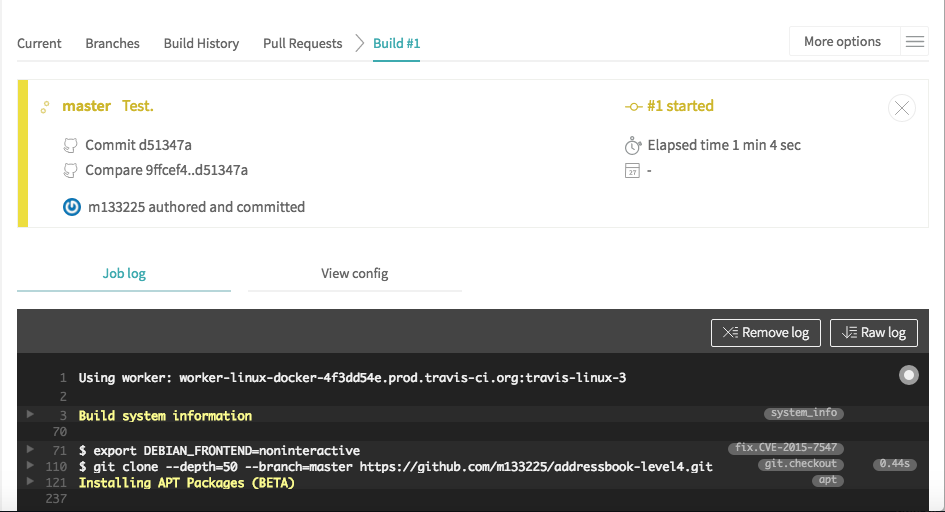 Current Branches Build History Pull Requests Build #1 More options
master Test. #1 started
Commit d51347a Elapsed time 1 min 4 sec
Compare 9ffcef4..d51347a 27 -
m133225 authored and committed
Job log View config
Remove log Raw log
1 Using worker: worker-linux-docker-4f3dd54e.prod.travis-ci.org:travis-linux-3
2
3 Build system information system_info
70
71 $ export DEBIAN_FRONTEND=noninteractive fix.CVE-2015-7547
110 $ git clone --depth=50 --branch=master https://github.com/m133225/addressbook-level4.git git.checkout 0.44s
121 Installing APT Packages (BETA) apt
237